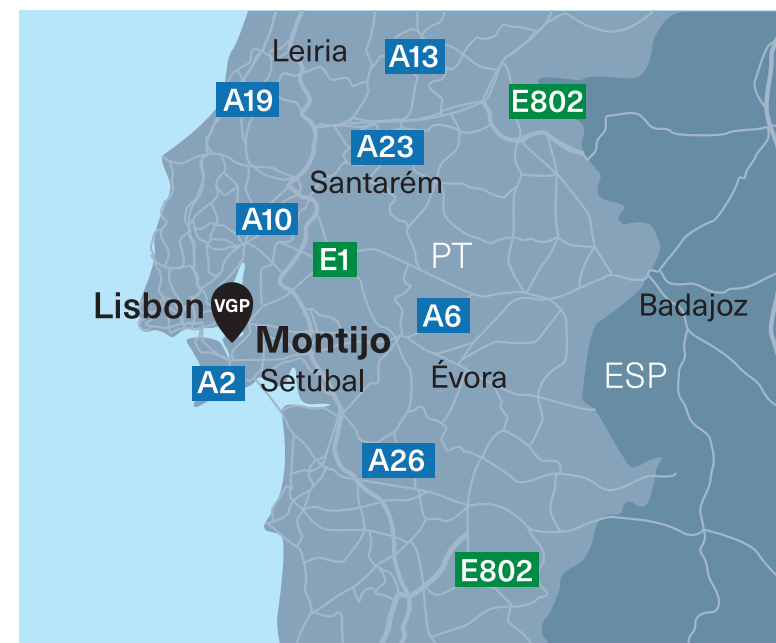 Leiria
A13
A19
E802
A23
Santarém
A10
E1
PT
Lisbon
VGP
A6
Badajoz
Montijo
A2
Setúbal
Évora
ESP
A26
E802